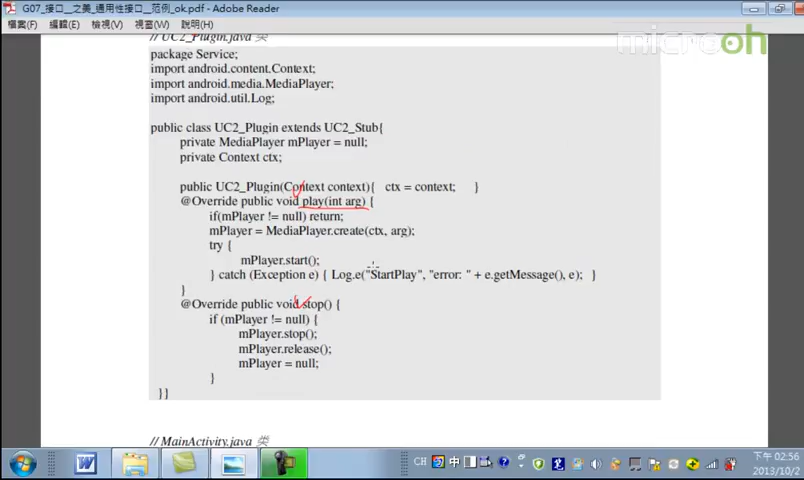 G07_接口__之美_通用性接口__范例_ok.pdf - Adobe Reader
檔案(F) 編輯(E) 檢視(V) 視窗(W) 說明(H)
microoh
// UC2_Plugin.java 类
package Service;
import android.content.Context;
import android.media.MediaPlayer;
import android.util.Log;
public class UC2_Plugin extends UC2_Stub{
private MediaPlayer mPlayer = null;
private Context ctx;
public UC2_Plugin(Context context){ ctx = context; }
@Override public void play(int arg) {
if(mPlayer != null) return;
mPlayer = MediaPlayer.create(ctx, arg);
try {
mPlayer.start();
} catch (Exception e) { Log.e("StartPlay", "error: " + e.getMessage(), e); }
}
@Override public void stop() {
if (mPlayer != null) {
mPlayer.stop();
mPlayer.release();
mPlayer = null;
}
}}
// MainActivity.java 类
CH 中
下午 02:56
2013/10/2